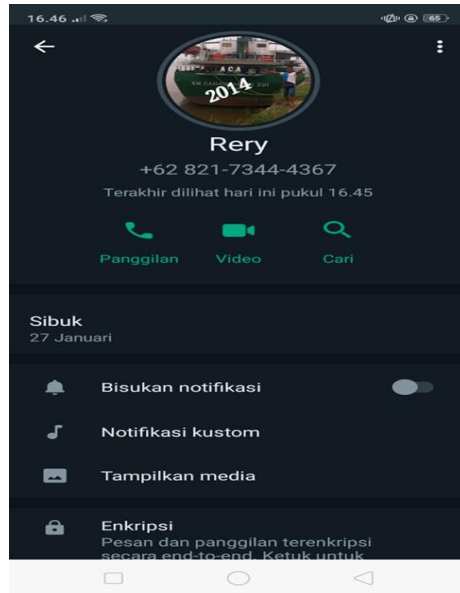 16.46
65
ACA
2014
Rery
+62 821-7344-4367
Terakhir dilihat hari ini pukul 16.45
Panggilan Video Cari
Sibuk
27 Januari
Bisukan notifikasi
Notifikasi kustom
Tampilkan media
Enkripsi
Pesan dan panggilan terenkripsi
secara end-to-end. Ketuk untuk